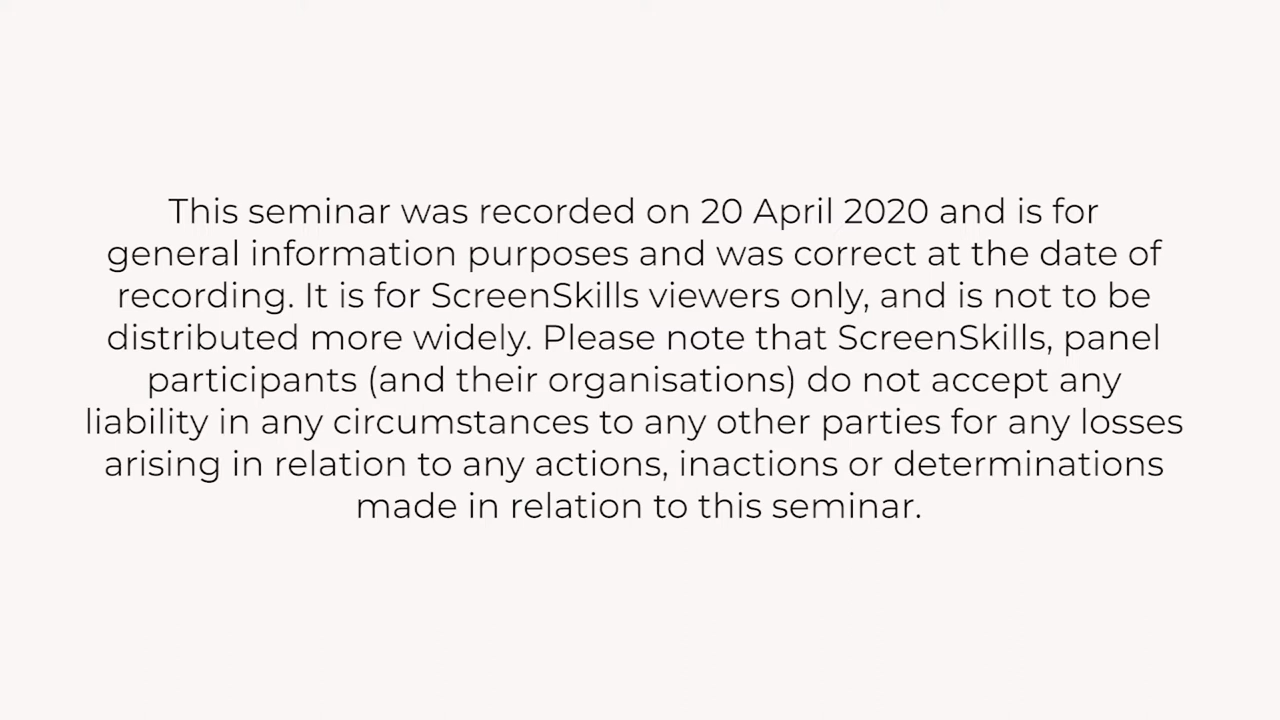 This seminar was recorded on 20 April 2020 and is for
general information purposes and was correct at the date of
recording. It is for ScreenSkills viewers only, and is not to be
distributed more widely. Please note that ScreenSkills, panel
participants (and their organisations) do not accept any
liability in any circumstances to any other parties for any losses
arising in relation to any actions, inactions or determinations
made in relation to this seminar.